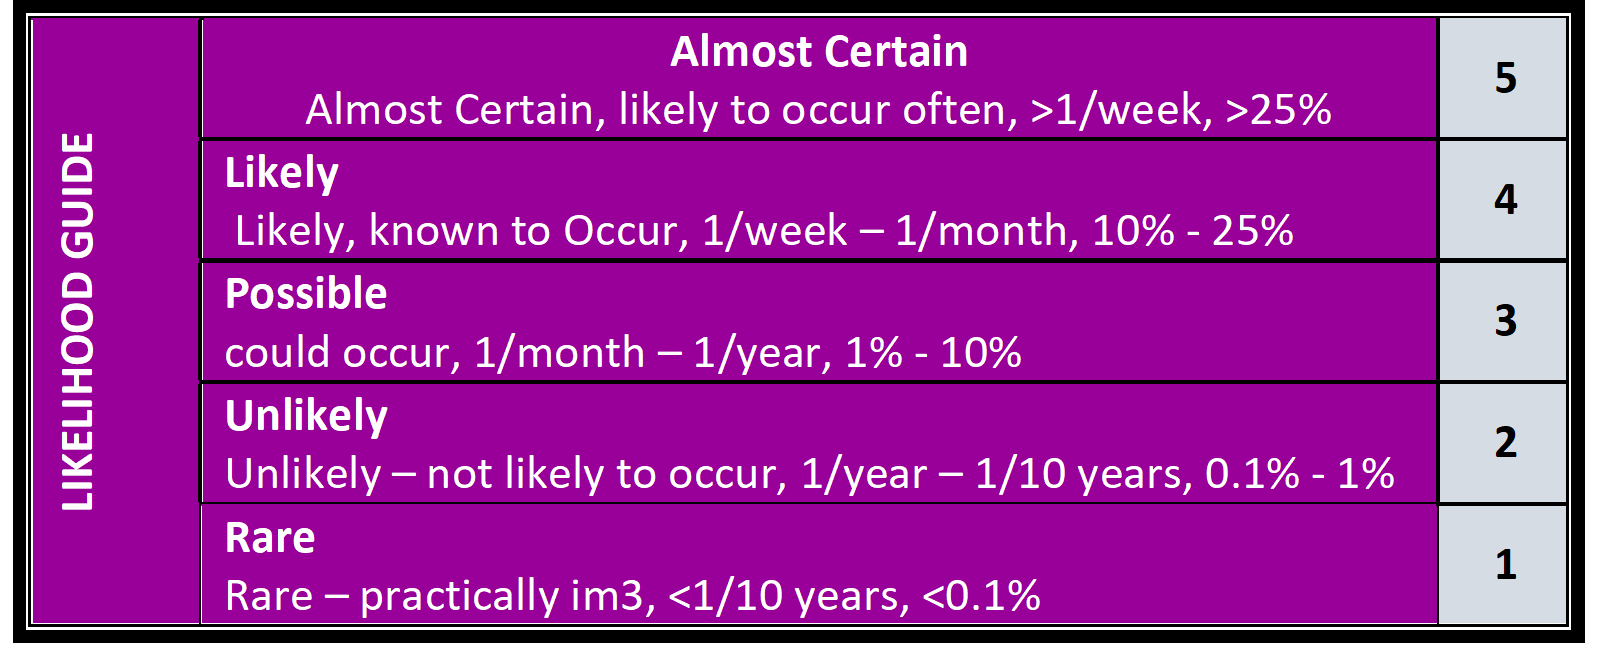 LIKELIHOOD GUIDE
Almost Certain
Almost Certain, likely to occur often, >1/week, >25%
5
Likely
Likely, known to Occur, 1/week – 1/month, 10% - 25%
4
Possible
could occur, 1/month – 1/year, 1% - 10%
3
Unlikely
Unlikely – not likely to occur, 1/year – 1/10 years, 0.1% - 1%
2
Rare
Rare – practically im3, <1/10 years, <0.1%
1